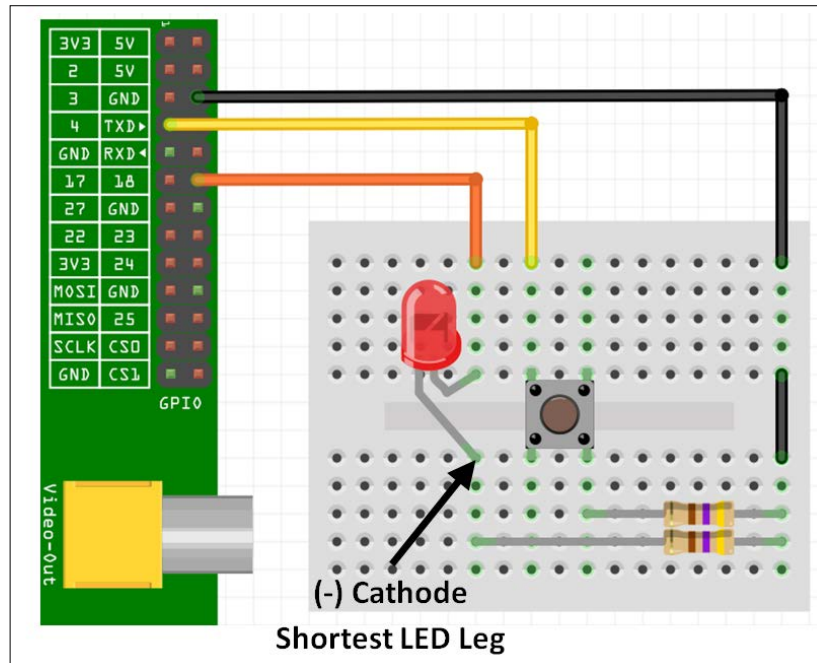 3V3 5V
2 5V
3 GND
4 TXD▸
GND RXD◂
17 18
27 GND
22 23
3V3 24
MOSI GND
MISO 25
SCLK CS0
GND CS1
GPIO
Video-Out
(-) Cathode
Shortest LED Leg